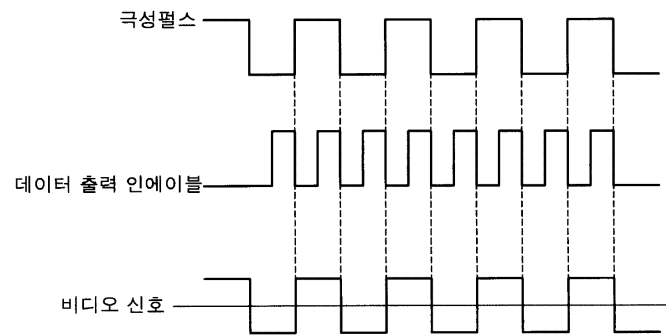 극성펄스
데이터 출력 인에이블
비디오 신호